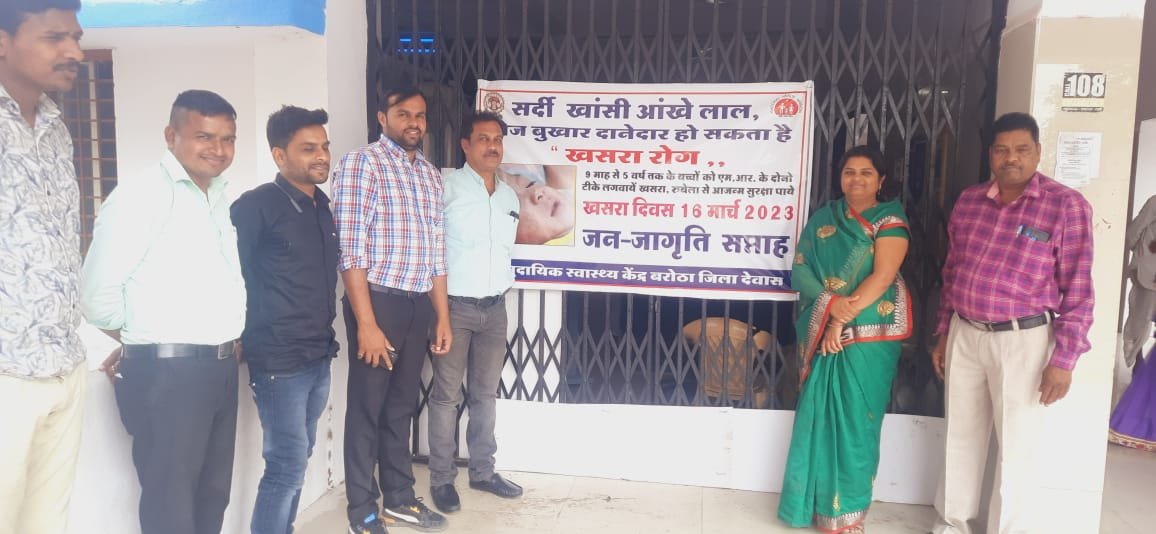 सर्दी खांसी आंखे लाल,
बुखार दानेदार हो सकता है
“ खसरा रोग ,,
9 माह से 5 वर्ष तक के बच्चों को एम.आर. के दोनो
टीके लगवायें खसरा, रुबेला से आजन्म सुरक्षा पाये
खसरा दिवस 16 मार्च 2023
जन-जागृति सप्ताह
स्वास्थ्य केंद्र बरोठा जिला देवास
108